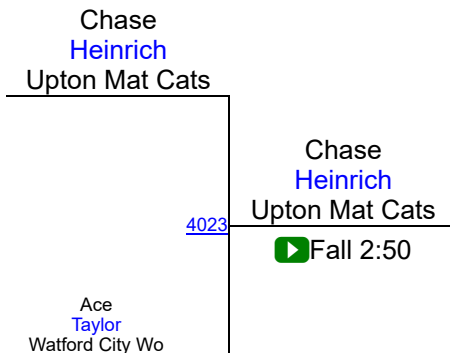 Chase
Heinrich
Upton Mat Cats
Chase
Heinrich
Upton Mat Cats
4023
Fall 2:50
Ace
Taylor
Watford City Wo